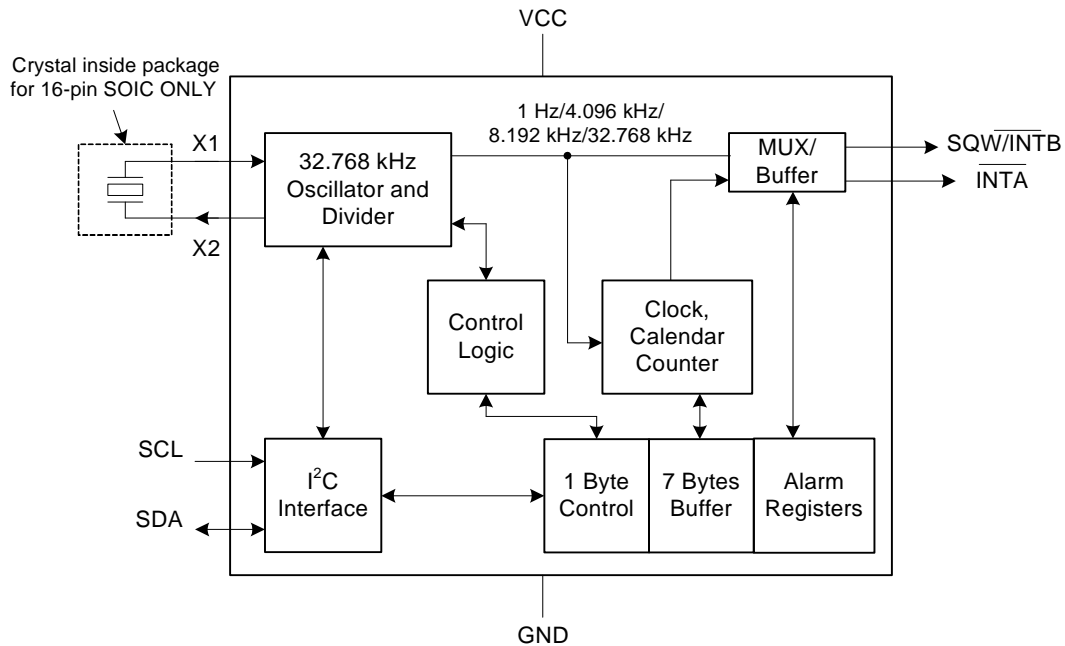 VCC
Crystal inside package
for 16-pin SOIC ONLY
1 Hz/4.096 kHz/
8.192 kHz/32.768 kHz
X1
32.768 kHz
Oscillator and
Divider
MUX/
Buffer
SQW/INTB
INTA
X2
Control
Logic
Clock,
Calendar
Counter
SCL
SDA
I²C
Interface
1 Byte
Control
7 Bytes
Buffer
Alarm
Registers
GND